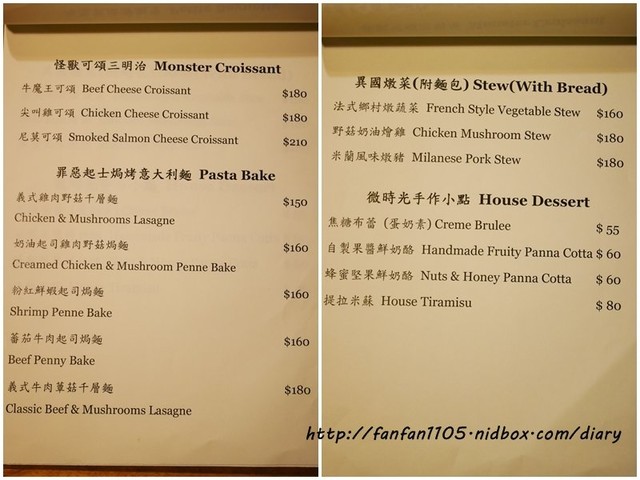 怪獸可頌三明治 Monster Croissant
牛魔王可頌 Beef Cheese Croissant $180
尖叫雞可頌 Chicken Cheese Croissant $180
尼莫可頌 Smoked Salmon Cheese Croissant $210
罪惡起士焗烤意大利麵 Pasta Bake
義式雞肉野菇千層麵 $150
Chicken & Mushrooms Lasagne
奶油起司雞肉野菇焗麵 $160
Creamed Chicken & Mushroom Penne Bake
粉紅鮮蝦起司焗麵 $160
Shrimp Penne Bake
蕃茄牛肉起司焗麵 $160
Beef Penny Bake
義式牛肉蕈菇千層麵 $180
Classic Beef & Mushrooms Lasagne
異國燉菜(附麵包) Stew(With Bread)
法式鄉村燉蔬菜 French Style Vegetable Stew $160
野菇奶油燴雞 Chicken Mushroom Stew $180
米蘭風味燉豬 Milanese Pork Stew $180
微時光手作小點 House Dessert
焦糖布蕾 (蛋奶素) Creme Brulee $ 55
自製果醬鮮奶酪 Handmade Fruity Panna Cotta $ 60
蜂蜜堅果鮮奶酪 Nuts & Honey Panna Cotta $ 60
提拉米蘇 House Tiramisu $ 80
http://fanfan1105.nidbox.com/diary